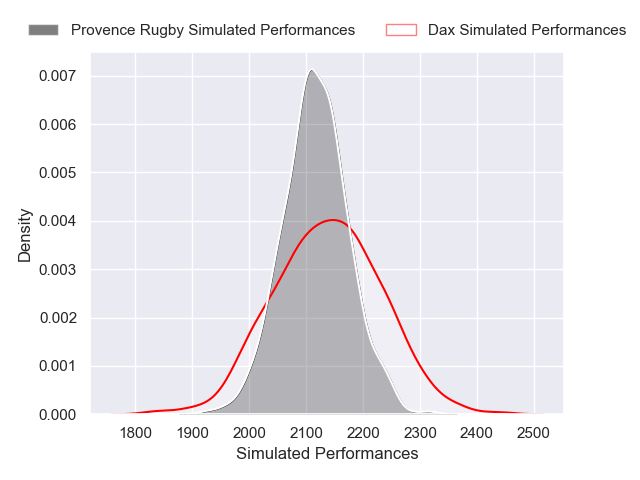 Provence Rugby Simulated Performances Dax Simulated Performances
0.007
0.006
0.005
0.004
0.003
0.002
0.001
0.000
Density
1800 1900 2000 2100 2200 2300 2400 2500
Simulated Performances